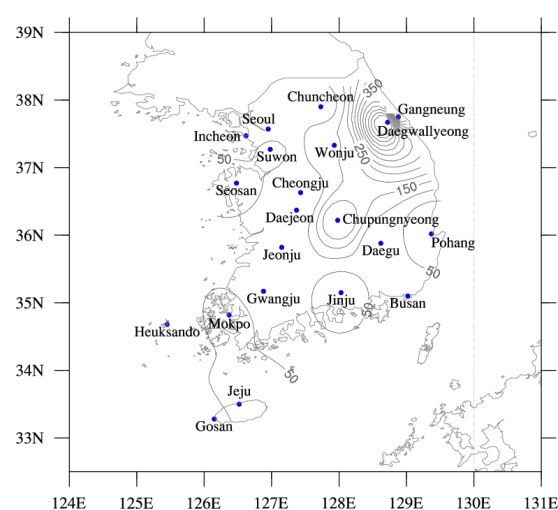 39N
350
38N
Chuncheon
Gangneung
Seoul
Daegwallyeong
Incheon
50
Suwon
Wonju
250
37N
Cheongju
150
Seosan
Daejeon
Chupungnyeong
36N
Jeonju
Daegu
Pohang
50
35N
Gwangju
Jinju
50
Busan
Mokpo
Heuksando
34N
50
Jeju
Gosan
33N
124E 125E 126E 127E 128E 129E 130E 131E